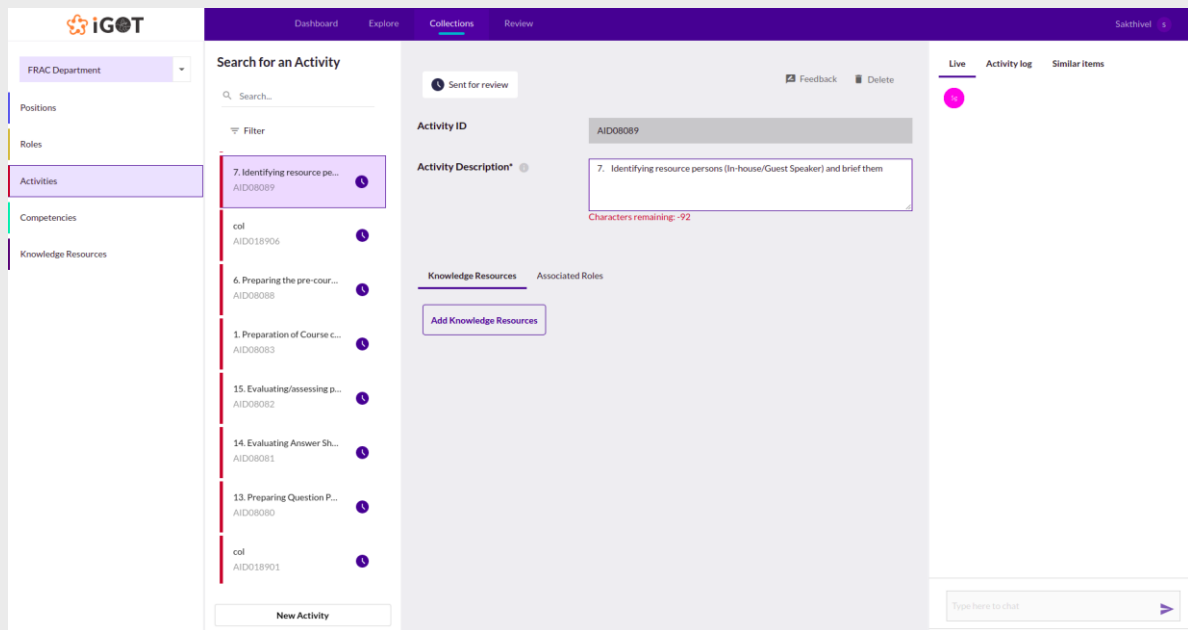 iGOT
Dashboard
Explore
Collections
Review
Sakthivel
s
FRAC Department
Positions
Roles
Activities
Competencies
Knowledge Resources
Search for an Activity
Search...
Filter
7. Identifying resource pe...
AID08089
col
AID018906
6. Preparing the pre-cour...
AID08088
1. Preparation of Course c...
AID08083
15. Evaluating/assessing p...
AID08082
14. Evaluating Answer Sh...
AID08081
13. Preparing Question P...
AID08080
col
AID018901
New Activity
Sent for review
Feedback
Delete
Activity ID
AID08089
Activity Description*
7. Identifying resource persons (In-house/Guest Speaker) and brief them
Characters remaining: -92
Knowledge Resources
Associated Roles
Add Knowledge Resources
Live
Activity log
Similar items
Type here to chat